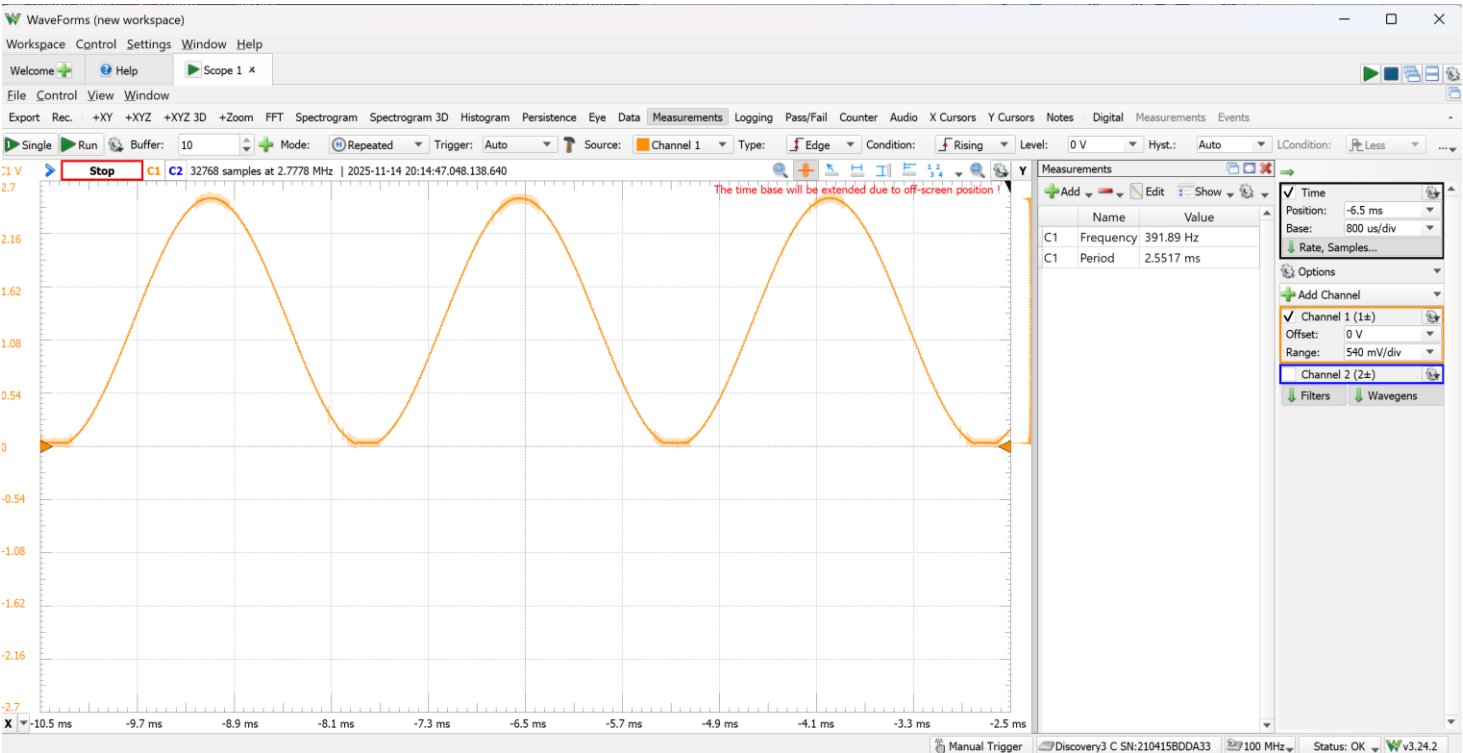 WaveForms (new workspace)
Workspace Control Settings Window Help
Welcome Help Scope 1 x
File Control View Window
Export Rec. +XY +XYZ +XYZ 3D +Zoom FFT Spectrogram Spectrogram 3D Histogram Persistence Eye Data Measurements Logging Pass/Fail Counter Audio X Cursors Y Cursors Notes Digital Measurements Events
Single Run Buffer: 10 Mode: Repeated Trigger: Auto Source: Channel 1 Type: Edge Condition: Rising Level: 0 V Hyst.: Auto LCondition: Less ...
C1 V Stop C1 C2 32768 samples at 2.7778 MHz | 2025-11-14 20:14:47.048.138.640 Y
The time base will be extended due to off-screen position !
2.7
2.16
1.62
1.08
0.54
0
-0.54
-1.08
-1.62
-2.16
-2.7
X -10.5 ms -9.7 ms -8.9 ms -8.1 ms -7.3 ms -6.5 ms -5.7 ms -4.9 ms -4.1 ms -3.3 ms -2.5 ms
Measurements
Add Edit Show
Name Value
C1 Frequency 391.89 Hz
C1 Period 2.5517 ms
Time
Position: -6.5 ms
Base: 800 us/div
Rate, Samples...
Options
Add Channel
Channel 1 (1±)
Offset: 0 V
Range: 540 mV/div
Channel 2 (2±)
Filters Wavegens
Manual Trigger Discovery3 C SN:210415BDDA33 100 MHz Status: OK v3.24.2